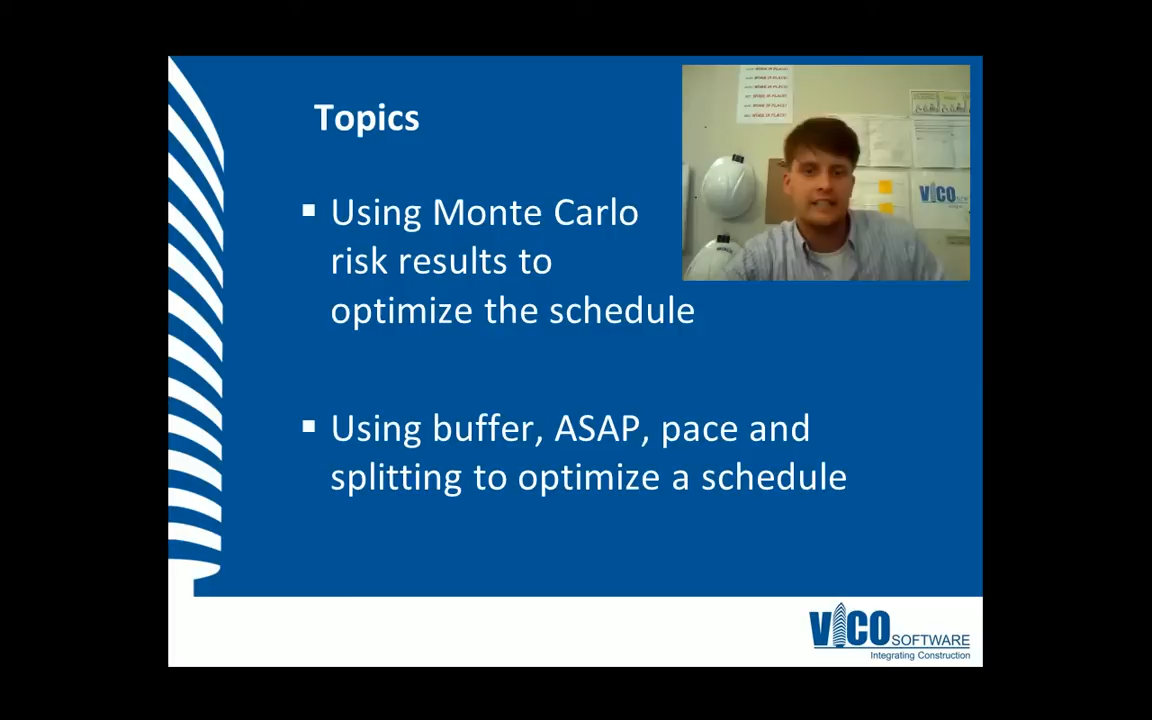 Topics
Using Monte Carlo
risk results to
optimize the schedule
Using buffer, ASAP, pace and
splitting to optimize a schedule
VICO
VICO SOFTWARE
Integrating Construction